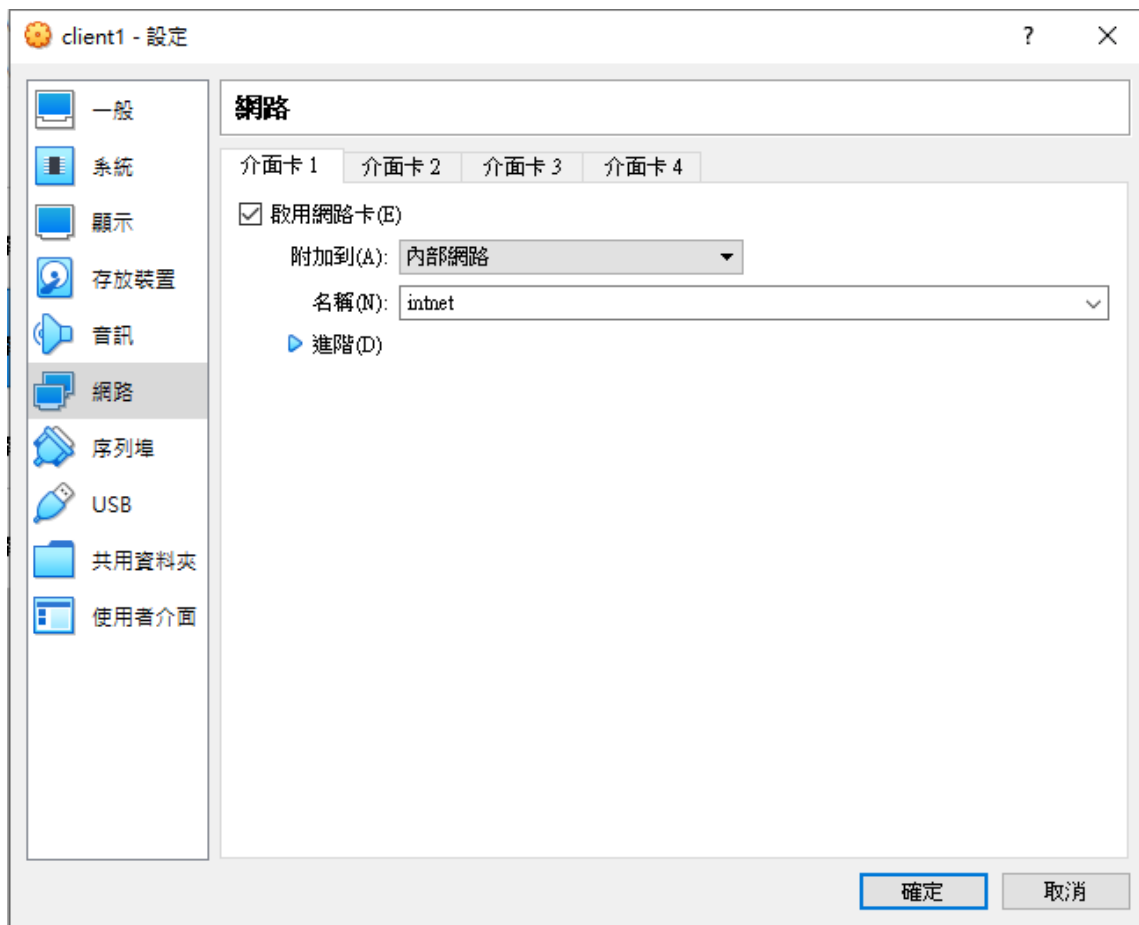 client1 - 設定
?
一般
系統
顯示
存放裝置
音訊
網路
序列埠
USB
共用資料夾
使用者介面
網路
介面卡 1
介面卡 2
介面卡 3
介面卡 4
啟用網路卡(E)
附加到(A): 內部網路
名稱(N): intnet
進階(D)
確定
取消